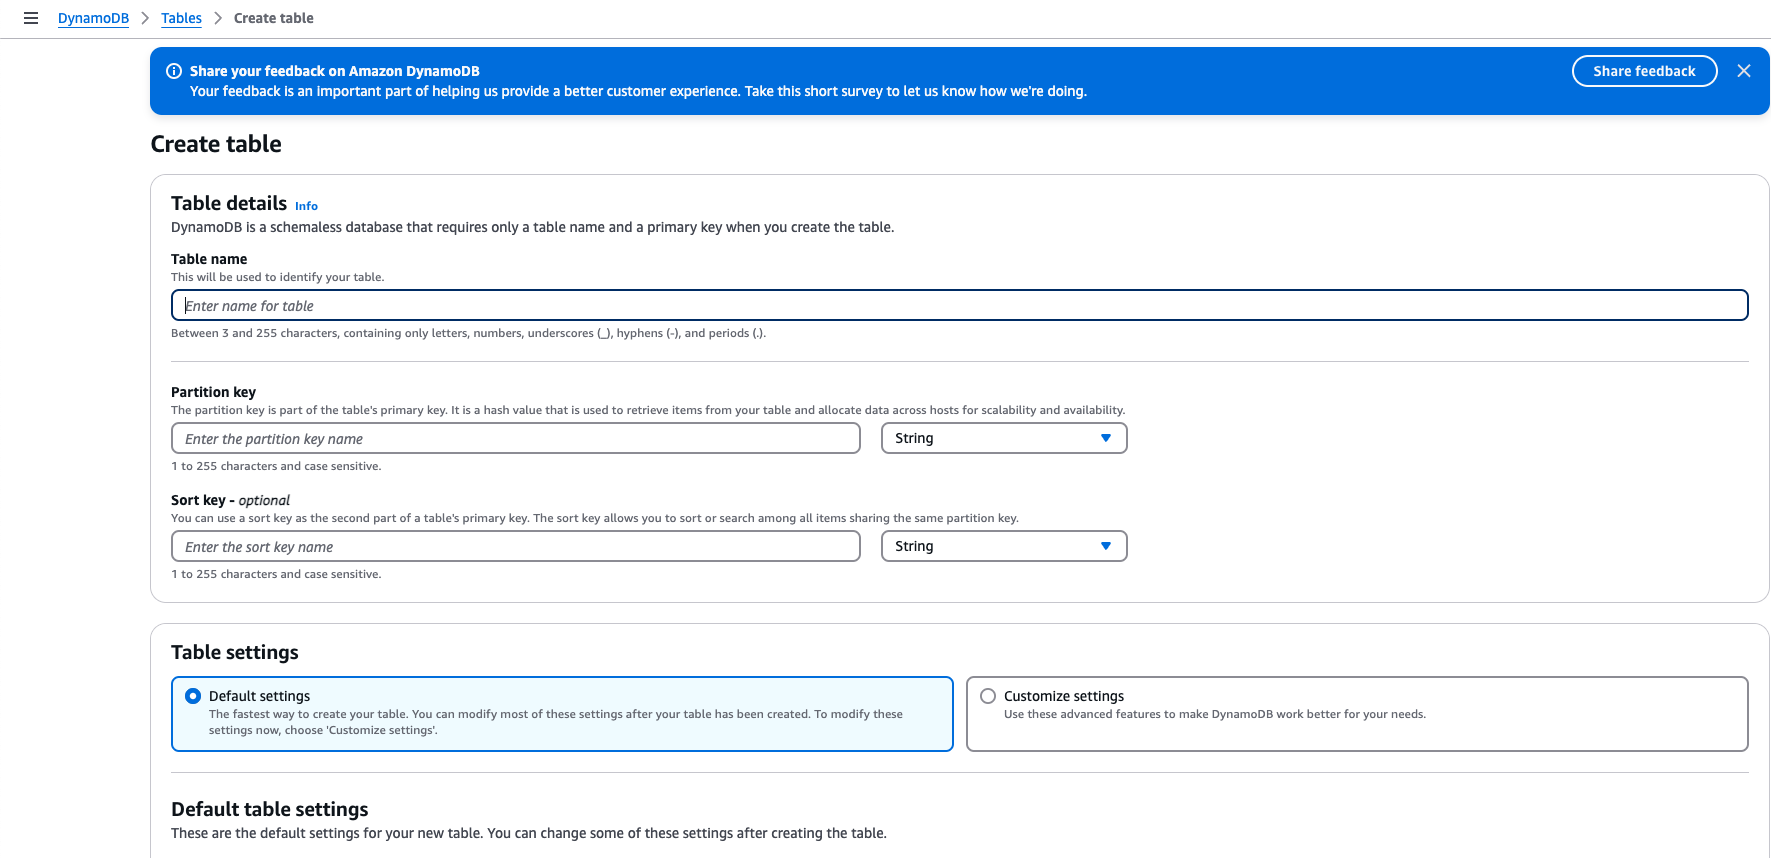 DynamoDB > Tables > Create table
Share your feedback on Amazon DynamoDB
Your feedback is an important part of helping us provide a better customer experience. Take this short survey to let us know how we're doing.
Share feedback
Create table
Table details Info
DynamoDB is a schemaless database that requires only a table name and a primary key when you create the table.
Table name
This will be used to identify your table.
Enter name for table
Between 3 and 255 characters, containing only letters, numbers, underscores (_), hyphens (-), and periods (.).
Partition key
The partition key is part of the table's primary key. It is a hash value that is used to retrieve items from your table and allocate data across hosts for scalability and availability.
Enter the partition key name
String
1 to 255 characters and case sensitive.
Sort key - optional
You can use a sort key as the second part of a table's primary key. The sort key allows you to sort or search among all items sharing the same partition key.
Enter the sort key name
String
1 to 255 characters and case sensitive.
Table settings
Default settings
The fastest way to create your table. You can modify most of these settings after your table has been created. To modify these
settings now, choose 'Customize settings'.
Customize settings
Use these advanced features to make DynamoDB work better for your needs.
Default table settings
These are the default settings for your new table. You can change some of these settings after creating the table.